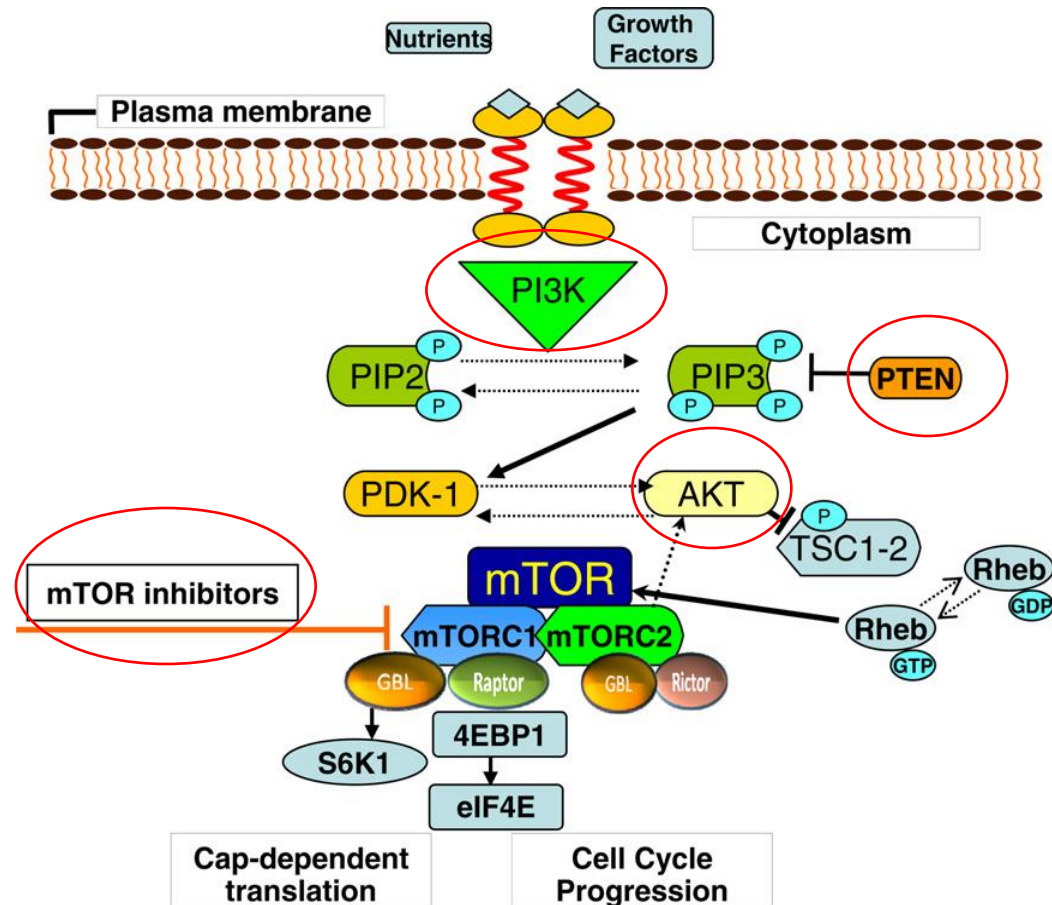 Nutrients
Growth
Factors
Plasma membrane
Cytoplasm
PI3K
P
P
PIP2
PIP3
PTEN
P
P
P
PDK-1
AKT
P
TSC1-2
mTOR
mTOR inhibitors
Rheb
GDP
Rheb
GTP
mTORC1
mTORC2
GBL
Raptor
GBL
Rictor
4EBP1
S6K1
eIF4E
Cap-dependent
translation
Cell Cycle
Progression